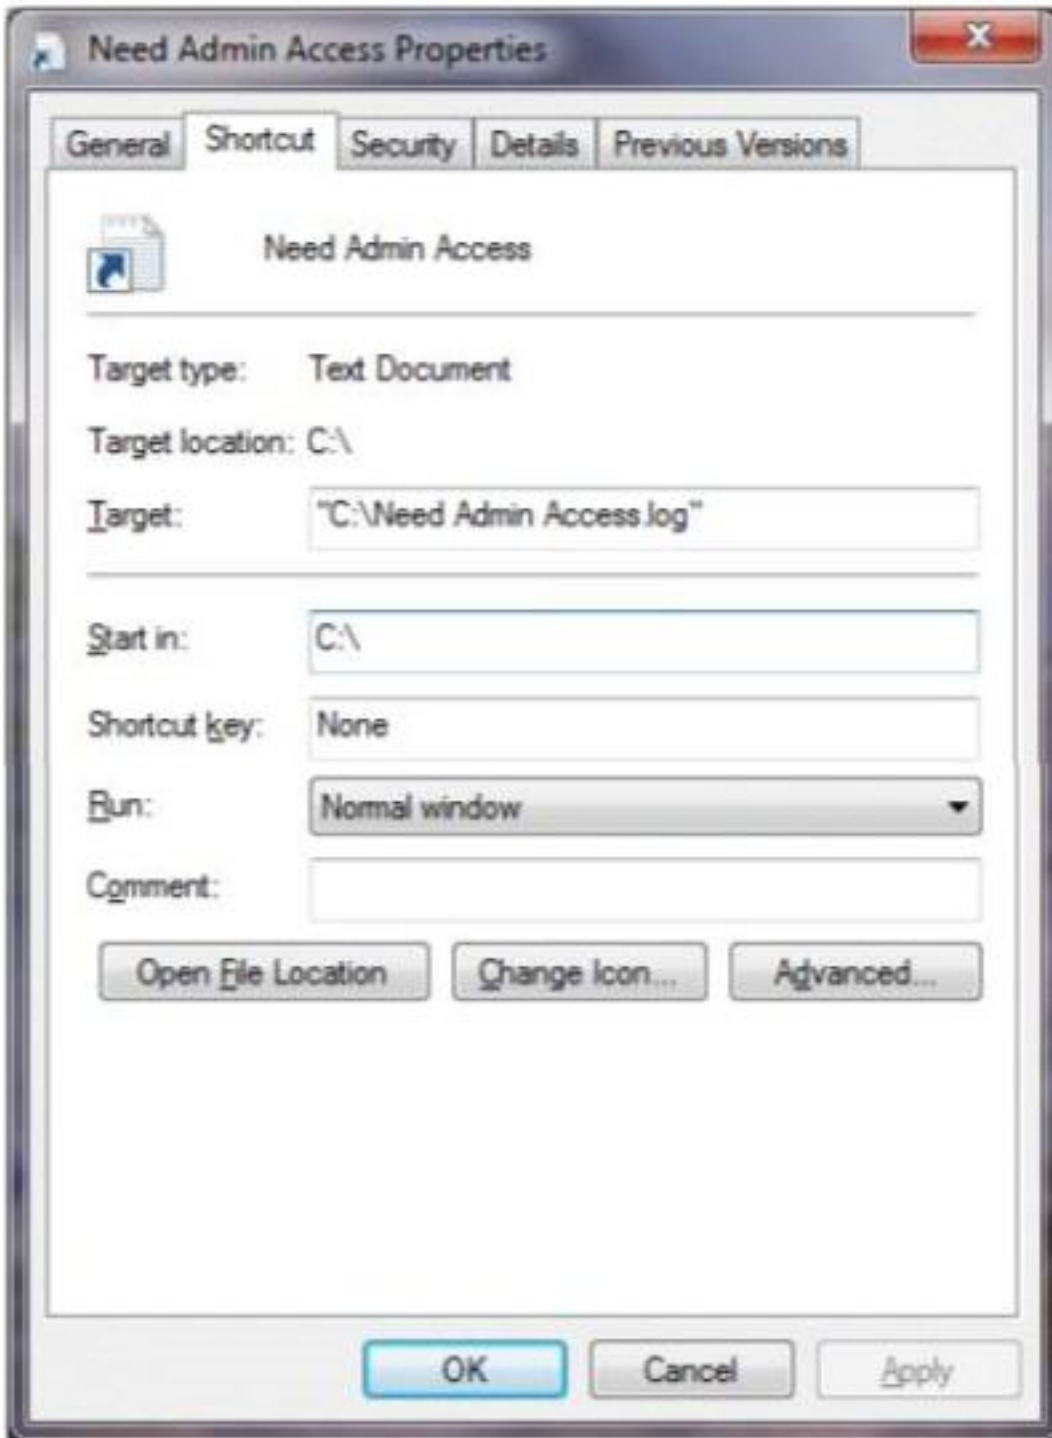 Need Admin Access Properties
General Shortcut Security Details Previous Versions
Need Admin Access
Target type: Text Document
Target location: C:\
Target: "C:\Need Admin Access.log"
Start in: C:\
Shortcut key: None
Run: Normal window
Comment:
Open File Location Change Icon... Advanced...
OK Cancel Apply